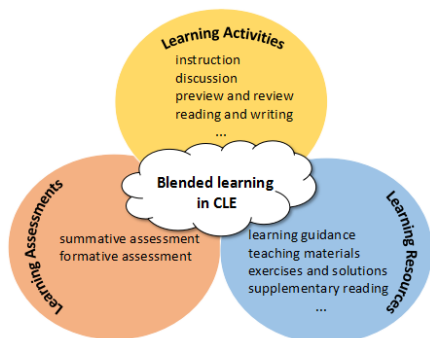 Learning Activities
instruction
discussion
preview and review
reading and writing
...
Blended learning
in CLE
Learning Assessments
summative assessment
formative assessment
Learning Resources
learning guidance
teaching materials
exercises and solutions
supplementary reading
...